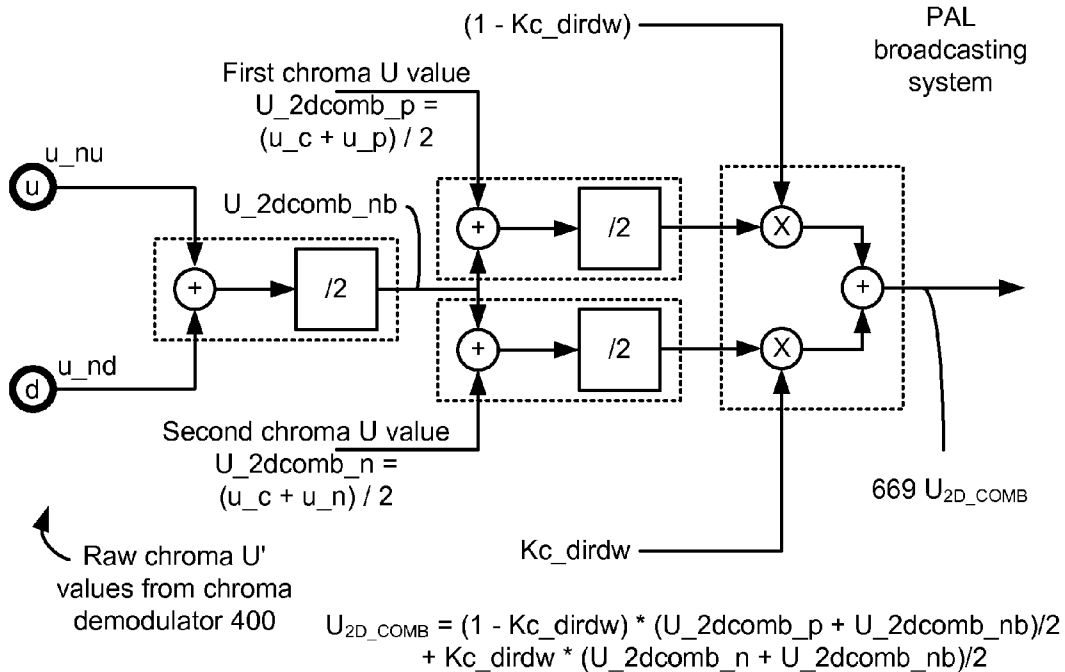 (1 - Kc_dirdw)
PAL
broadcasting
system
First chroma U value
U_2dcomb_p =
(u_c + u_p) / 2
u_nu
u
U_2dcomb_nb
+
/2
X
+
/2
+
+
/2
X
u_nd
d
Second chroma U value
U_2dcomb_n =
(u_c + u_n) / 2
669 U2D_COMB
Kc_dirdw
Raw chroma U'
values from chroma
demodulator 400
U2D_COMB = (1 - Kc_dirdw) * (U_2dcomb_p + U_2dcomb_nb)/2
+ Kc_dirdw * (U_2dcomb_n + U_2dcomb_nb)/2